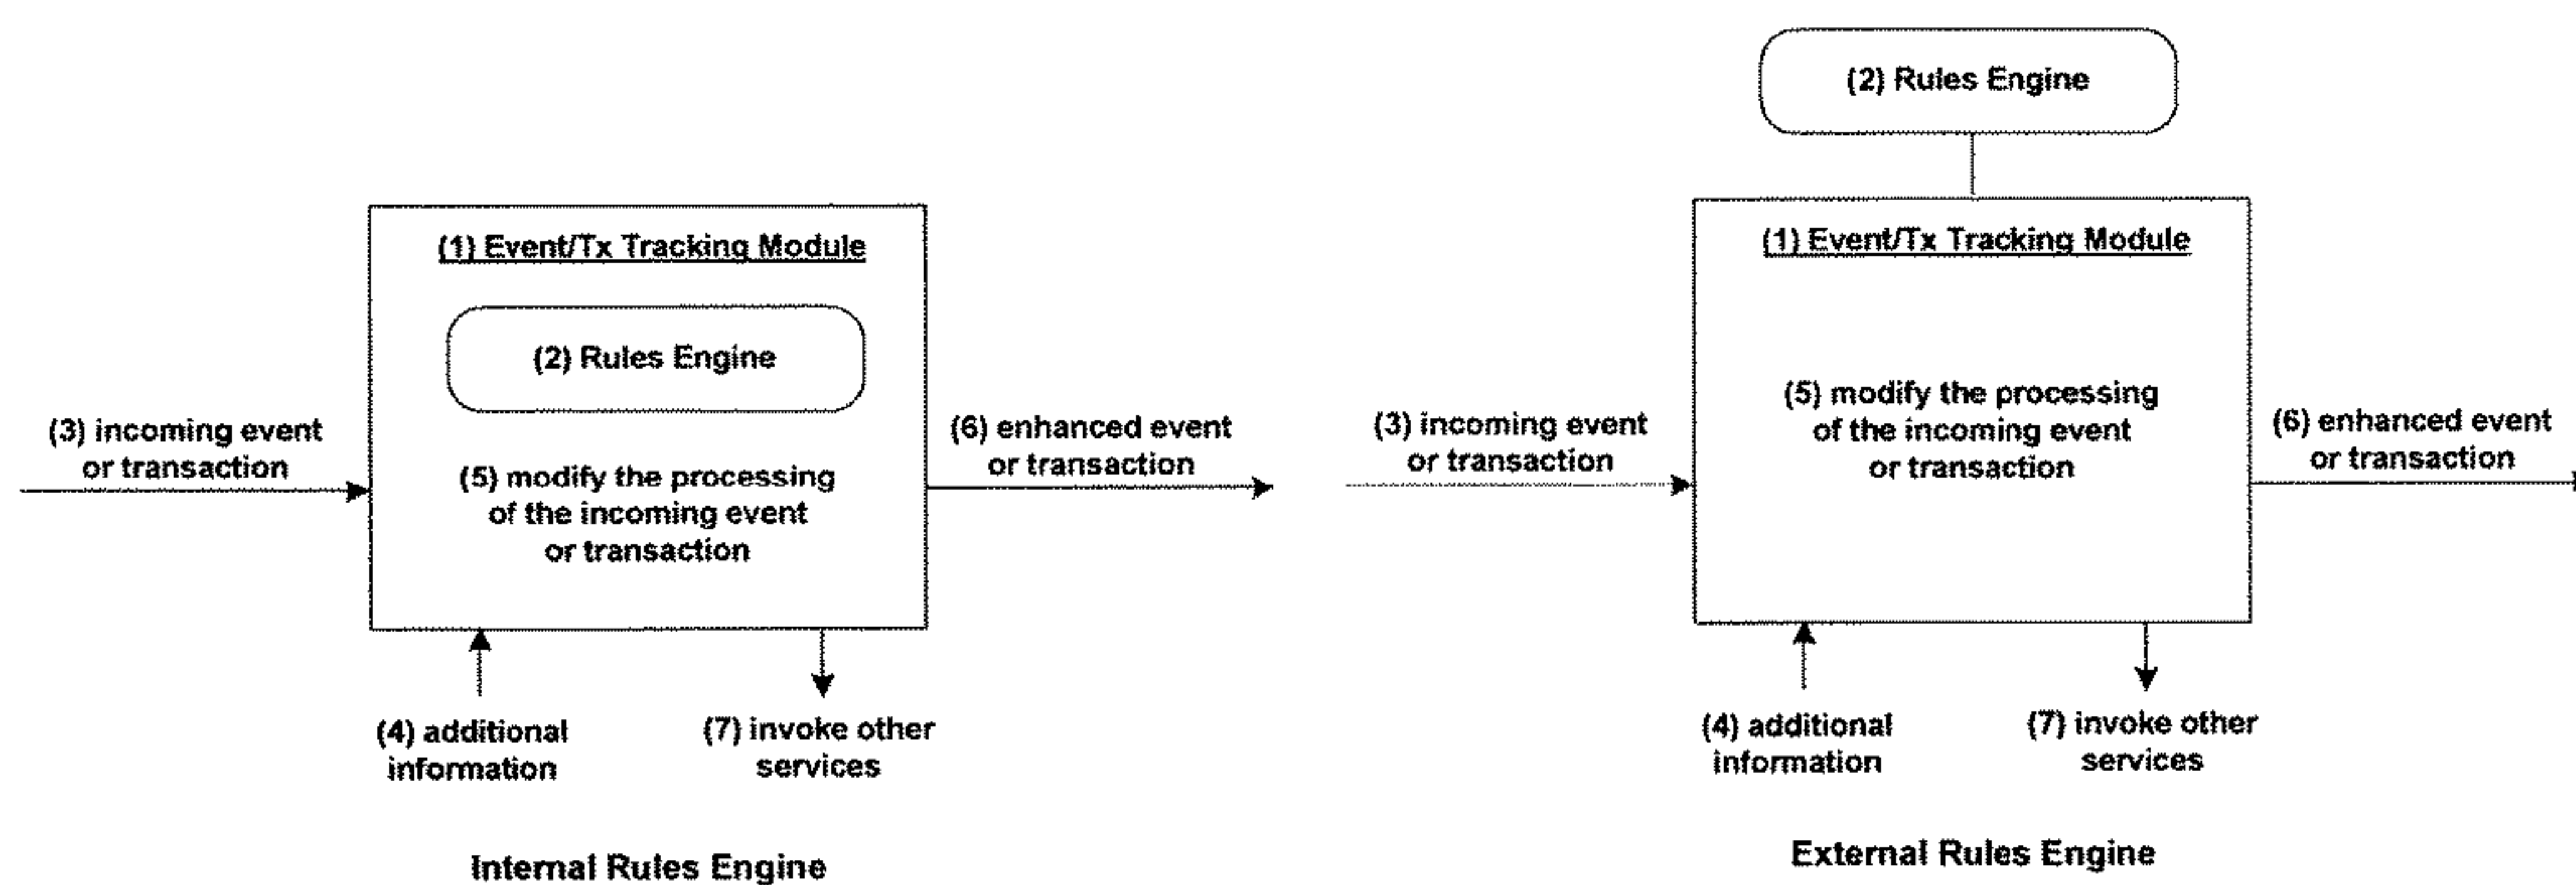 (1) Event/Tx Tracking Module
(2) Rules Engine
(3) incoming event
or transaction
(5) modify the processing
of the incoming event
or transaction
(6) enhanced event
or transaction
(4) additional
information
(7) invoke other
services
Internal Rules Engine
(2) Rules Engine
(1) Event/Tx Tracking Module
(3) incoming event
or transaction
(5) modify the processing
of the incoming event
or transaction
(6) enhanced event
or transaction
(4) additional
information
(7) invoke other
services
External Rules Engine